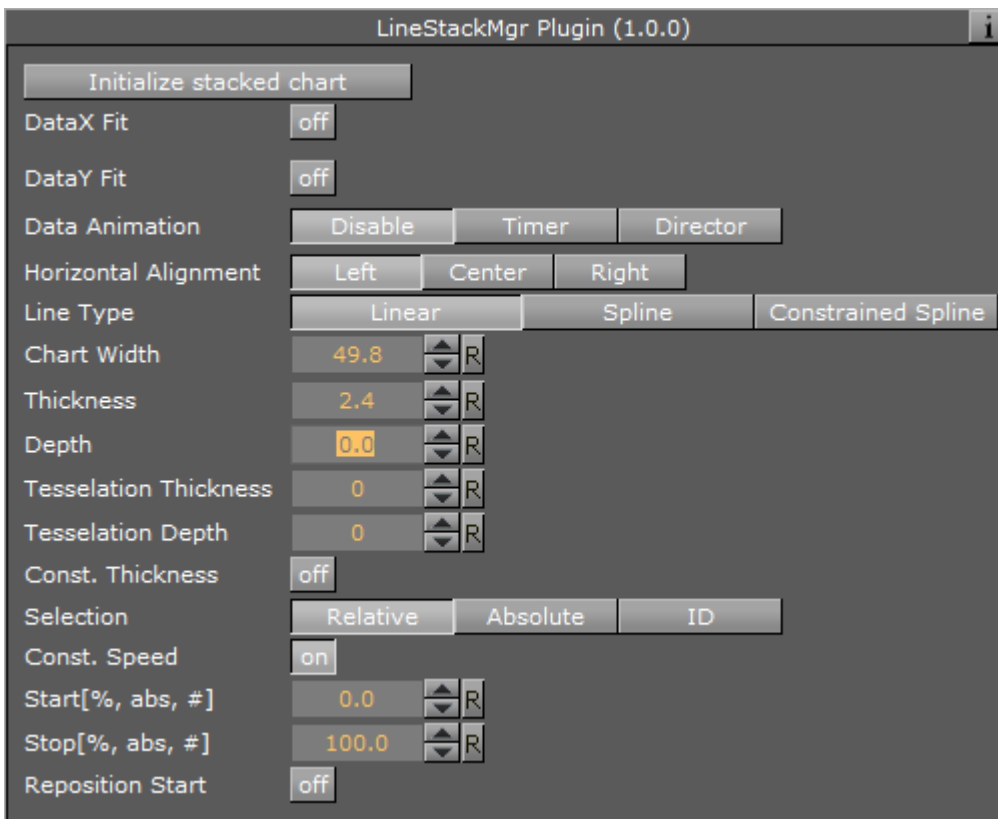 LineStackMgr Plugin (1.0.0) i
Initialize stacked chart
DataX Fit off
DataY Fit off
Data Animation Disable Timer Director
Horizontal Alignment Left Center Right
Line Type Linear Spline Constrained Spline
Chart Width 49.8 R
Thickness 2.4 R
Depth 0.0 R
Tesselation Thickness 0 R
Tesselation Depth 0 R
Const. Thickness off
Selection Relative Absolute ID
Const. Speed on
Start[%, abs, #] 0.0 R
Stop[%, abs, #] 100.0 R
Reposition Start off